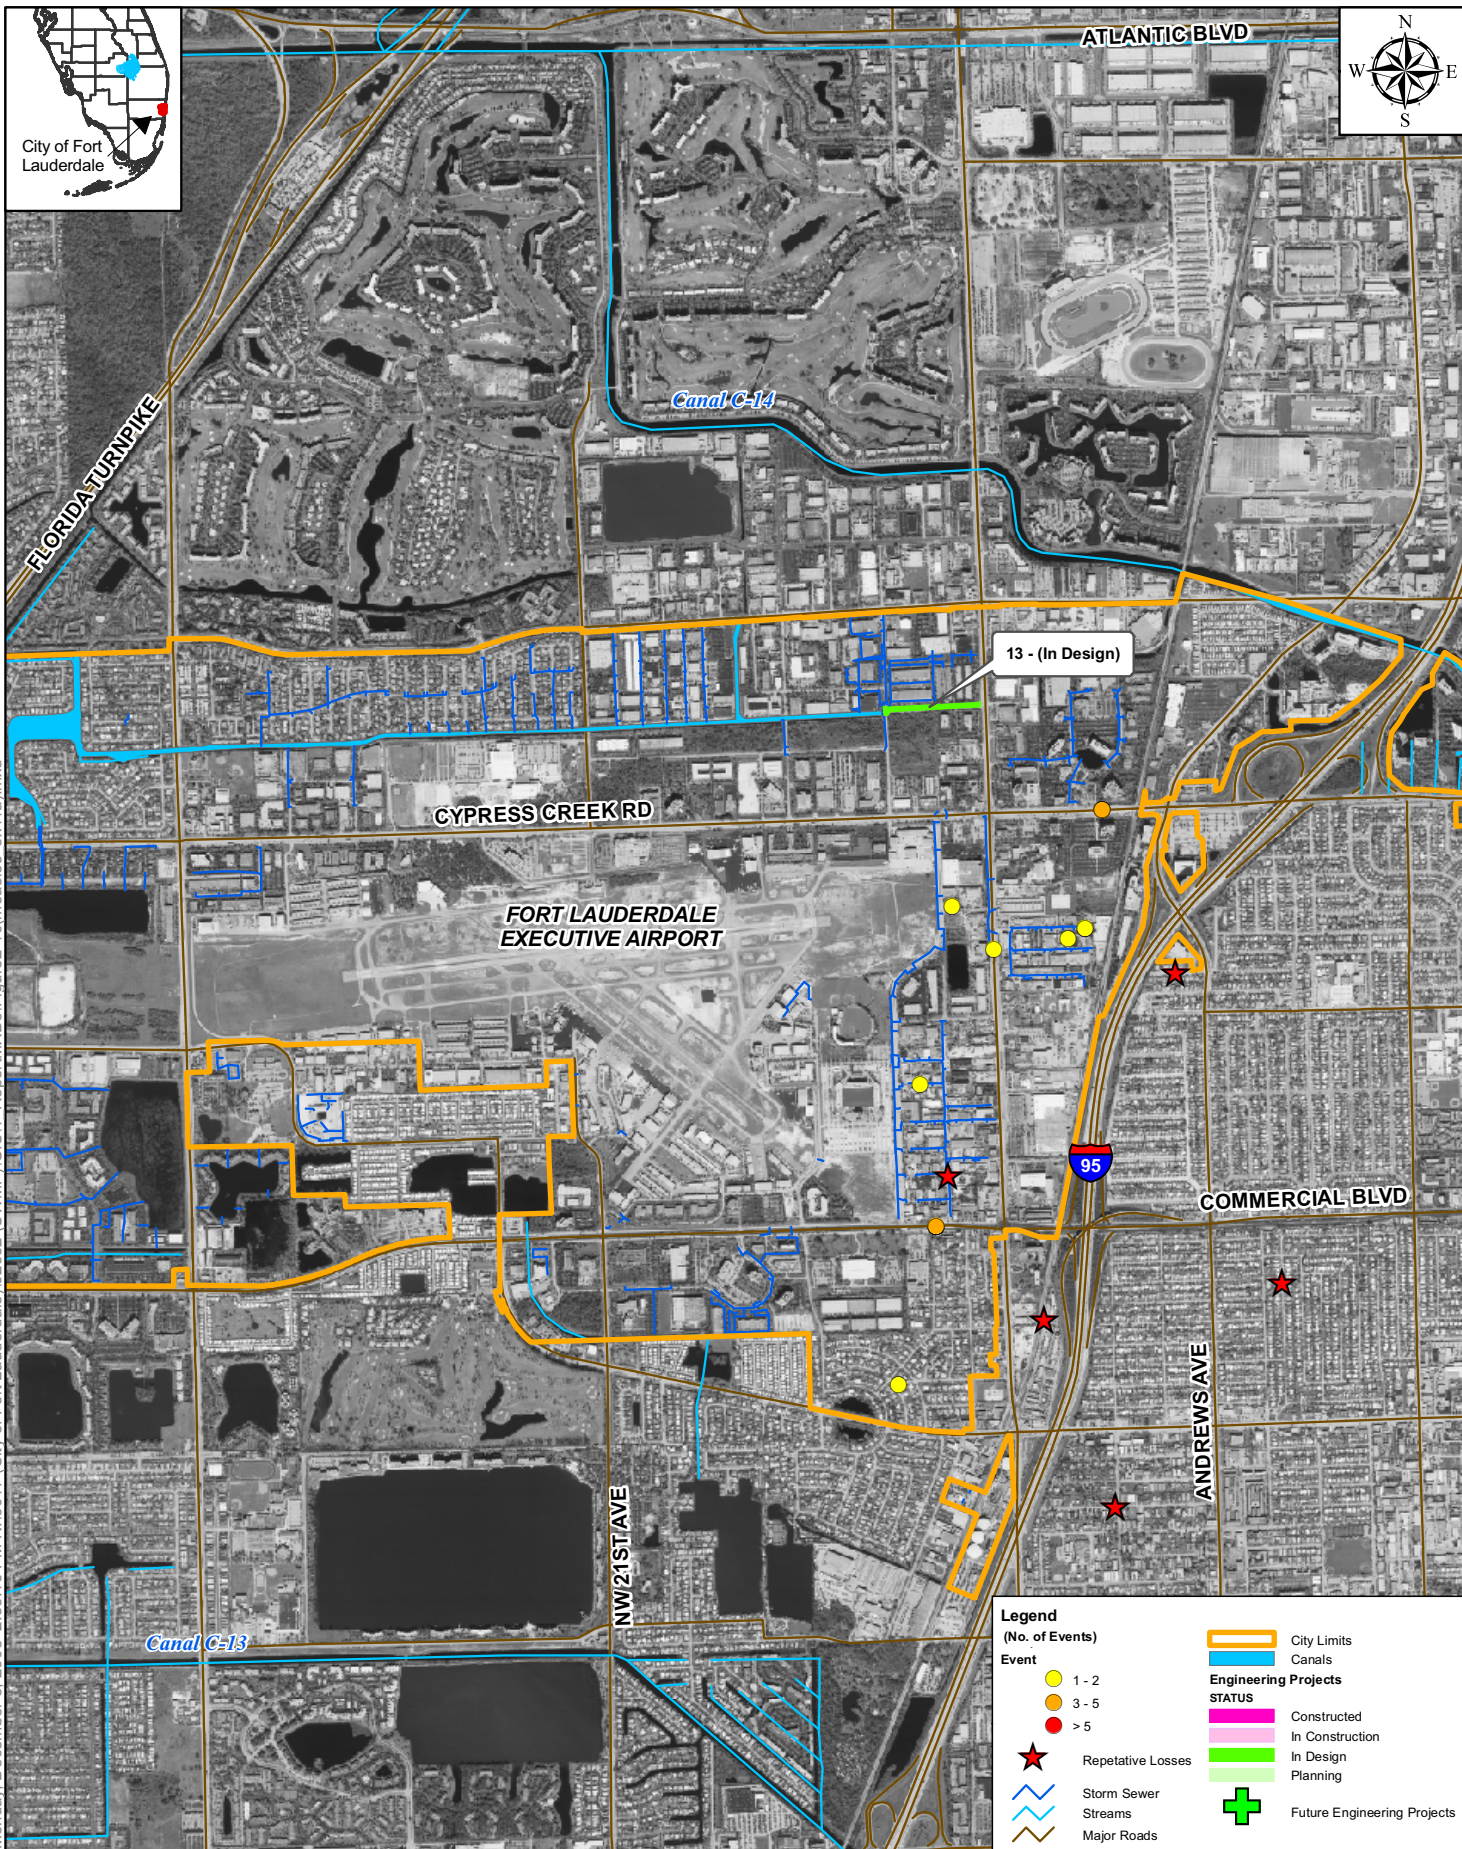 ATLANTIC BLVD
N
W
E
S
City of Fort
Lauderdale
Canal C-14
FLORIDA TURNPIKE
13 - (In Design)
CYPRESS CREEK RD
FORT LAUDERDALE
EXECUTIVE AIRPORT
95
COMMERCIAL BLVD
ANDREWS AVE
NW 21ST AVE
Canal C-13
Legend
(No. of Events)
Event
1 - 2
3 - 5
> 5
Repetative Losses
Storm Sewer
Streams
Major Roads
City Limits
Canals
Engineering Projects
STATUS
Constructed
In Construction
In Design
Planning
Future Engineering Projects